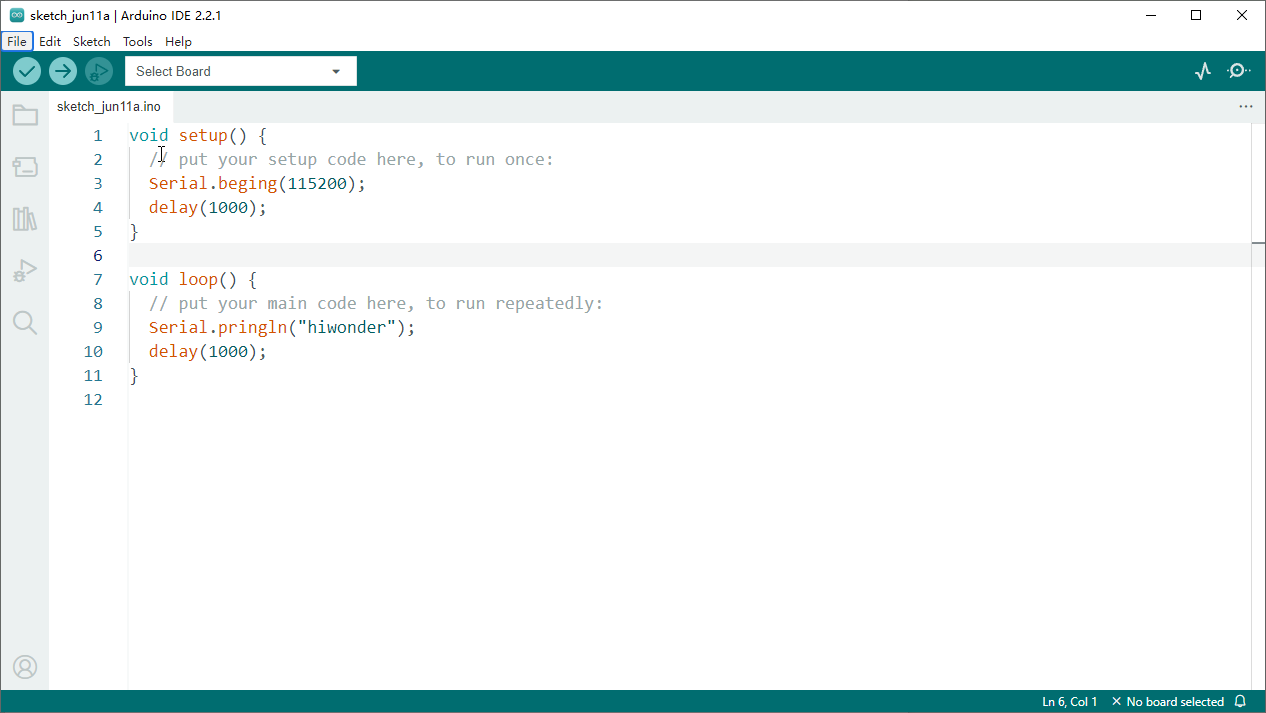 sketch_jun11a | Arduino IDE 2.2.1
File Edit Sketch Tools Help
Select Board
sketch_jun11a.ino
1 void setup() {
2 // put your setup code here, to run once:
3 Serial.beging(115200);
4 delay(1000);
5 }
6
7 void loop() {
8 // put your main code here, to run repeatedly:
9 Serial.pringln("hiwonder");
10 delay(1000);
11 }
12
Ln 6, Col 1 No board selected